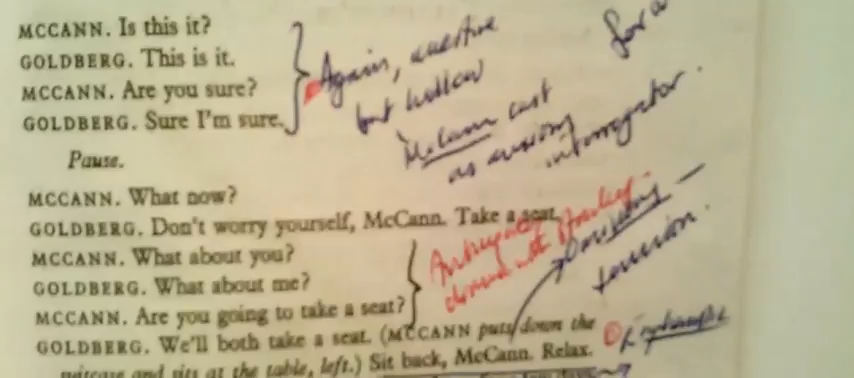 MCCANN. Is this it?
GOLDBERG. This is it.
MCCANN. Are you sure?
GOLDBERG. Sure I'm sure.
Pause.
MCCANN. What now?
GOLDBERG. Don't worry yourself, McCann. Take a seat.
MCCANN. What about you?
GOLDBERG. What about me?
MCCANN. Are you going to take a seat?
GOLDBERG. We'll both take a seat. (MCCANN puts down the
suitcase and sits at the table, left.) Sit back, McCann. Relax.
Again,
but hollow
McCann cast
as anxious
interrogator.
for a
tension.